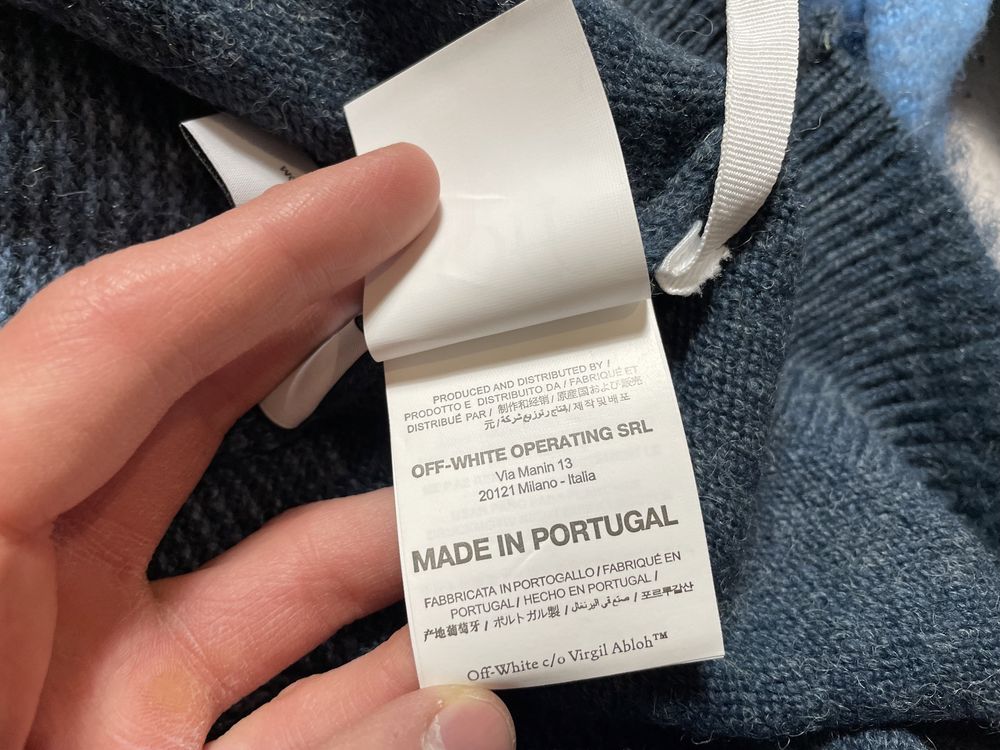 PRODUCED AND DISTRIBUTED BY /
PRODOTTO E DISTRIBUITO DA / FABRIQUÉ ET
DISTRIBUÉ PAR / 制作和经销 / 原産国および販売
元 / إنتاج و توزيع شركة / 제작 및 배포
OFF-WHITE OPERATING SRL
Via Manin 13
20121 Milano - Italia
MADE IN PORTUGAL
FABBRICATA IN PORTOGALLO / FABRIQUÉ EN
PORTUGAL / HECHO EN PORTUGAL /
产地葡萄牙 / ポルトガル製 / صنع في البرتغال / 포르투갈산
Off-White c/o Virgil Abloh™